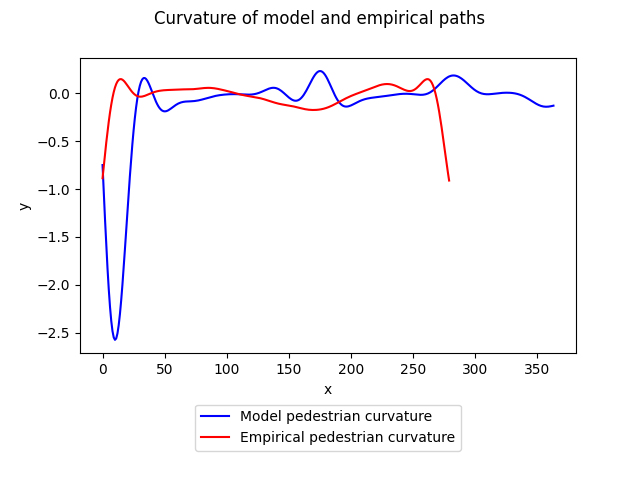 Curvature of model and empirical paths
0.0
−0.5
−1.0
−1.5
−2.0
−2.5
y
0 50 100 150 200 250 300 350
x
Model pedestrian curvature
Empirical pedestrian curvature